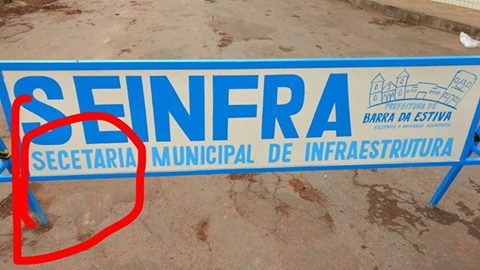 SEINFRA
SECETARIA MUNICIPAL DE INFRAESTRUTURA
PREFEITURA DE
BARRA DA ESTIVA